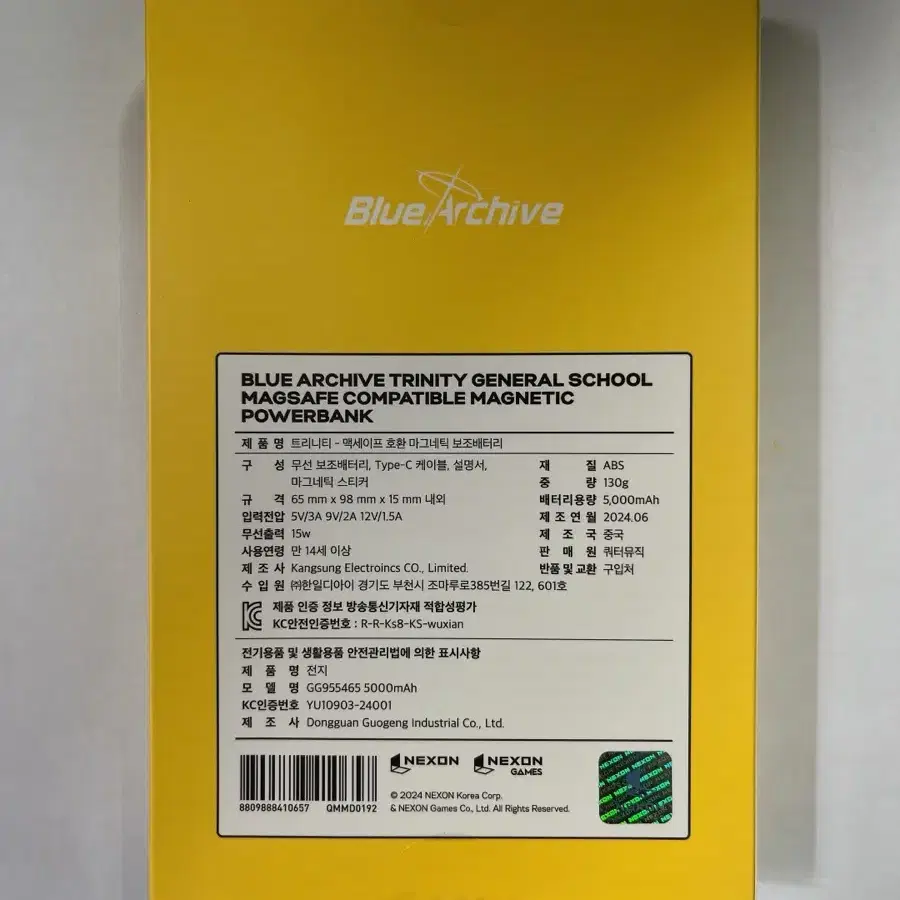 Blue Archive
BLUE ARCHIVE TRINITY GENERAL SCHOOL
MAGSAFE COMPATIBLE MAGNETIC
POWERBANK
제 품 명 트리니티 - 맥세이프 호환 마그네틱 보조배터리
구 성 무선 보조배터리, Type-C 케이블, 설명서,
마그네틱 스티커
규 격 65 mm x 98 mm x 15 mm 내외
입력전압 5V/3A 9V/2A 12V/1.5A
무선출력 15w
사용연령 만 14세 이상
제 조 사 Kangsung Electroincs CO., Limited.
수 입 원 ㈜한일디아이 경기도 부천시 조마루로385번길 122, 601호
재 질 ABS
중 량 130g
배터리용량 5,000mAh
제 조 연 월 2024.06
제 조 국 중국
판 매 원 쿼터뮤직
반품 및 교환 구입처
제품 인증 정보 방송통신기자재 적합성평가
KC안전인증번호 : R-R-Ks8-KS-wuxian
전기용품 및 생활용품 안전관리법에 의한 표시사항
제 품 명 전지
모 델 명 GG955465 5000mAh
KC인증번호 YU10903-24001
제 조 사 Dongguan Guogeng Industrial Co., Ltd.
8809888410657 QMMD0192
NEXON
NEXON
GAMES
© 2024 NEXON Korea Corp.
& NEXON Games Co., Ltd. All Rights Reserved.
NEXON NEXON